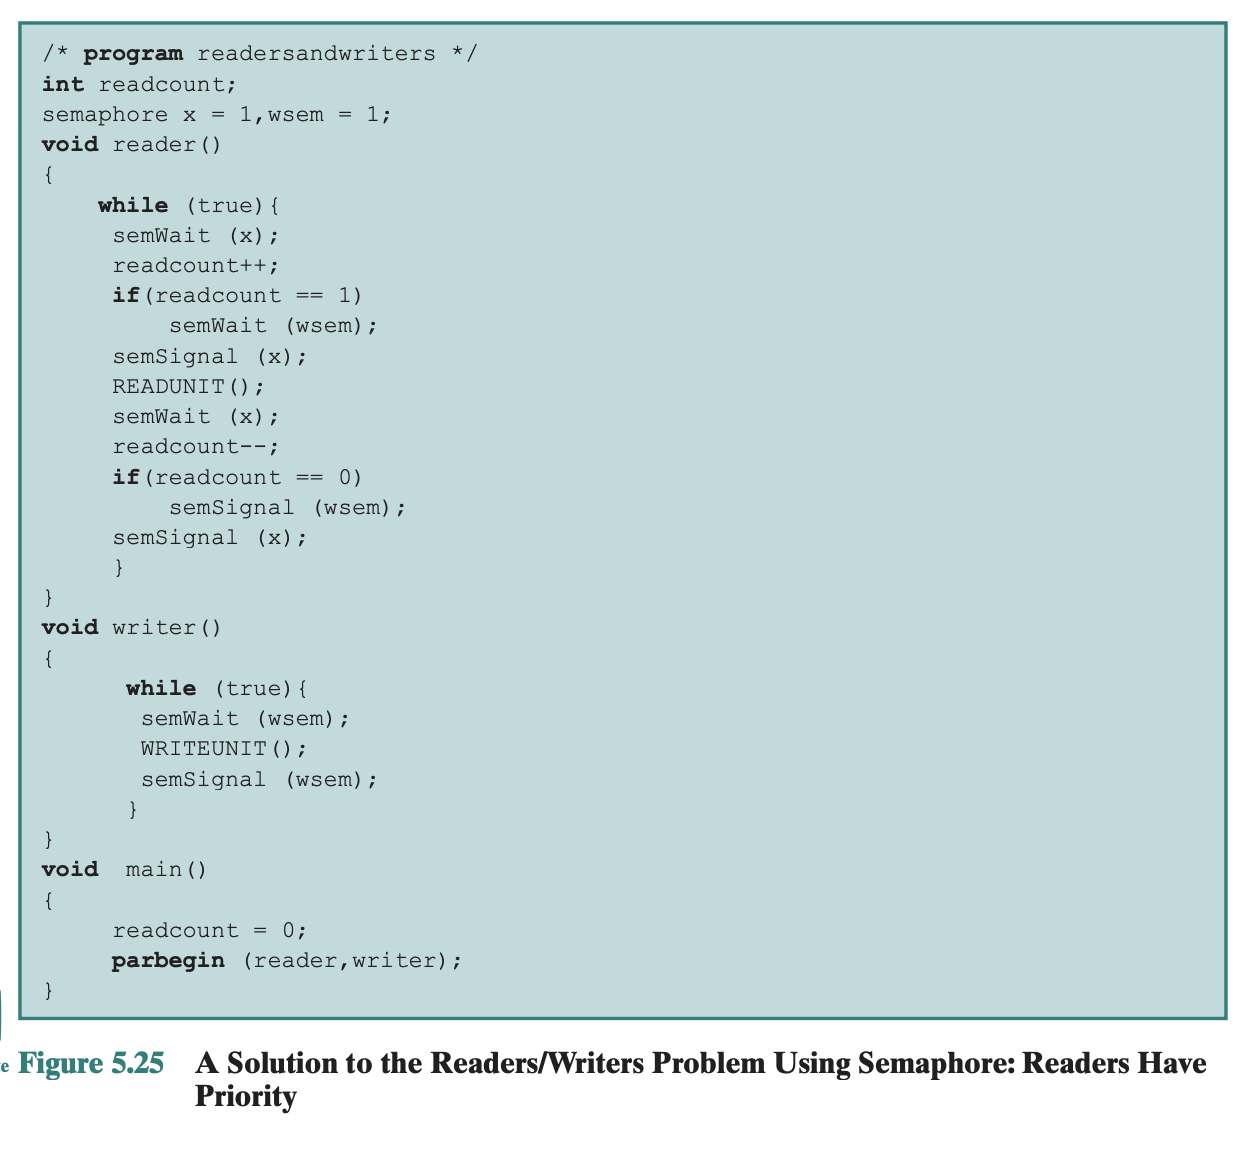 /* program readersandwriters */
int readcount;
semaphore x = 1,wsem = 1;
void reader()
{
while (true){
semWait (x);
readcount++;
if(readcount == 1)
semWait (wsem);
semSignal (x);
READUNIT();
semWait (x);
readcount--;
if(readcount == 0)
semSignal (wsem);
semSignal (x);
}
}
void writer()
{
while (true){
semWait (wsem);
WRITEUNIT();
semSignal (wsem);
}
}
void main()
{
readcount = 0;
parbegin (reader,writer);
}
Figure 5.25 A Solution to the Readers/Writers Problem Using Semaphore: Readers Have
Priority